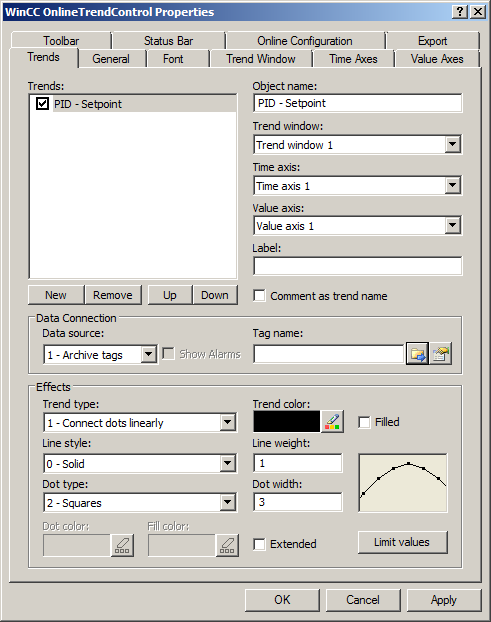 WinCC OnlineTrendControl Properties
Toolbar Status Bar Online Configuration Export
Trends General Font Trend Window Time Axes Value Axes
Trends:
PID - Setpoint
New Remove Up Down
Object name:
PID - Setpoint
Trend window:
Trend window 1
Time axis:
Time axis 1
Value axis:
Value axis 1
Label:
Comment as trend name
Data Connection
Data source: Tag name:
1 - Archive tags Show Alarms
Effects
Trend type: Trend color:
1 - Connect dots linearly Filled
Line style: Line weight:
0 - Solid 1
Dot type: Dot width:
2 - Squares 3
Dot color: Fill color:
Extended Limit values
OK Cancel Apply